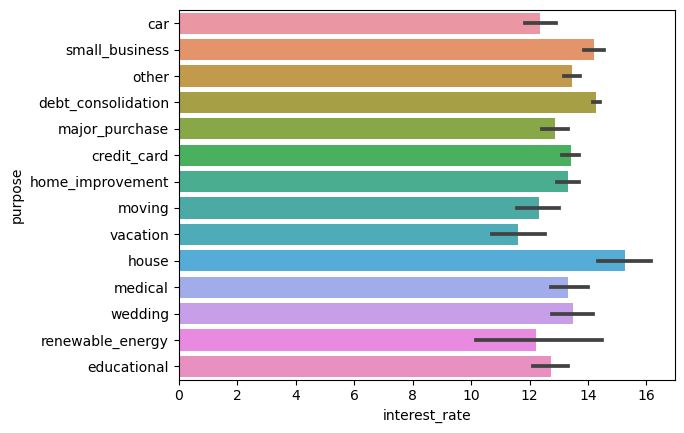 car
small_business
other
debt_consolidation
major_purchase
credit_card
home_improvement
moving
vacation
house
medical
wedding
renewable_energy
educational
purpose
0 2 4 6 8 10 12 14 16
interest_rate